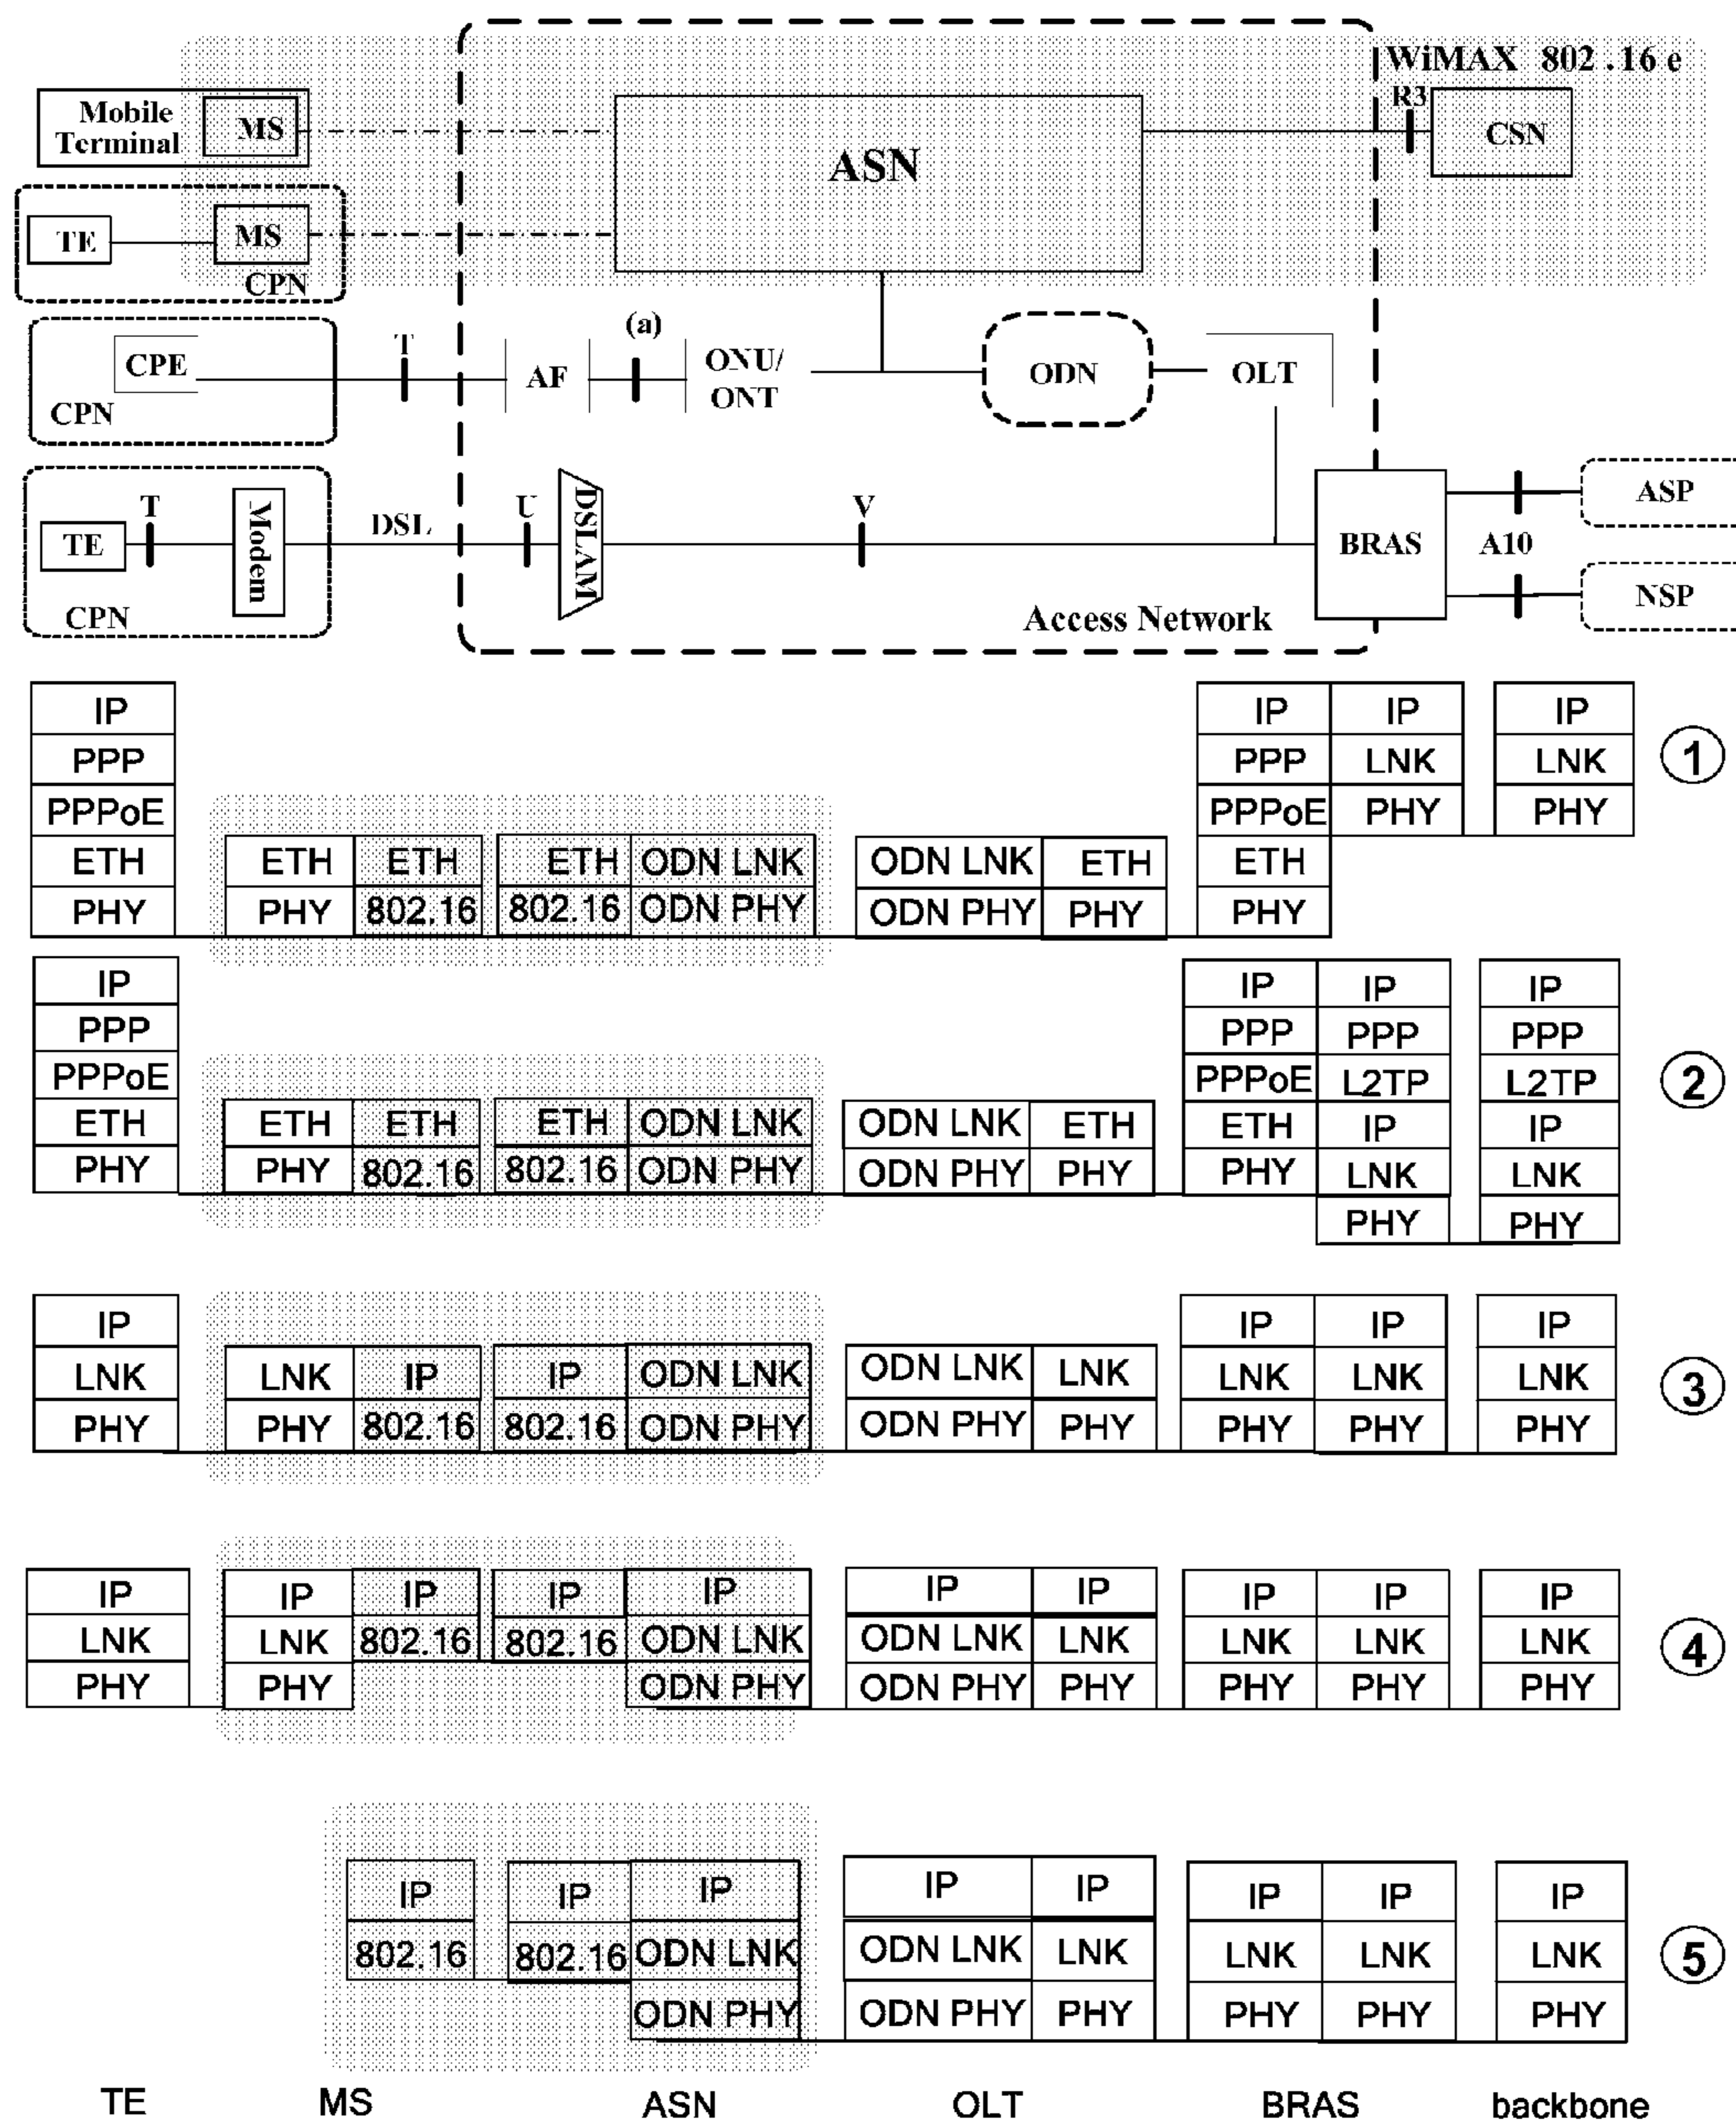 WiMAX 802 .16 e
R3
Mobile
Terminal
MS
ASN
CSN
TE
MS
CPN
CPE
T
AF
(a)
ONU/
ONT
ODN
OLT
CPN
TE
T
Modem
CPN
DSL
U
DSLAM
V
BRAS
A10
ASP
NSP
Access Network
IP IP IP IP
PPP PPP LNK LNK
PPPoE PPPoE PHY PHY
ETH ETH ETH ETH ODN LNK ODN LNK ETH ETH
PHY PHY 802.16 802.16 ODN PHY ODN PHY PHY PHY
1
IP IP IP IP
PPP PPP PPP PPP
PPPoE PPPoE L2TP L2TP
ETH ETH ETH ETH ODN LNK ODN LNK ETH ETH IP IP
PHY PHY 802.16 802.16 ODN PHY ODN PHY PHY PHY LNK LNK
PHY PHY
2
IP IP IP IP
LNK LNK IP IP ODN LNK ODN LNK LNK LNK LNK LNK
PHY PHY 802.16 802.16 ODN PHY ODN PHY PHY PHY PHY PHY
3
IP IP IP IP IP IP IP IP IP IP
LNK LNK 802.16 802.16 ODN LNK ODN LNK LNK LNK LNK LNK
PHY PHY ODN PHY ODN PHY PHY PHY PHY PHY
4
IP IP IP IP IP IP IP IP
802.16 802.16 ODN LNK ODN LNK LNK LNK LNK LNK
ODN PHY ODN PHY PHY PHY PHY PHY
5
TE MS ASN OLT BRAS backbone